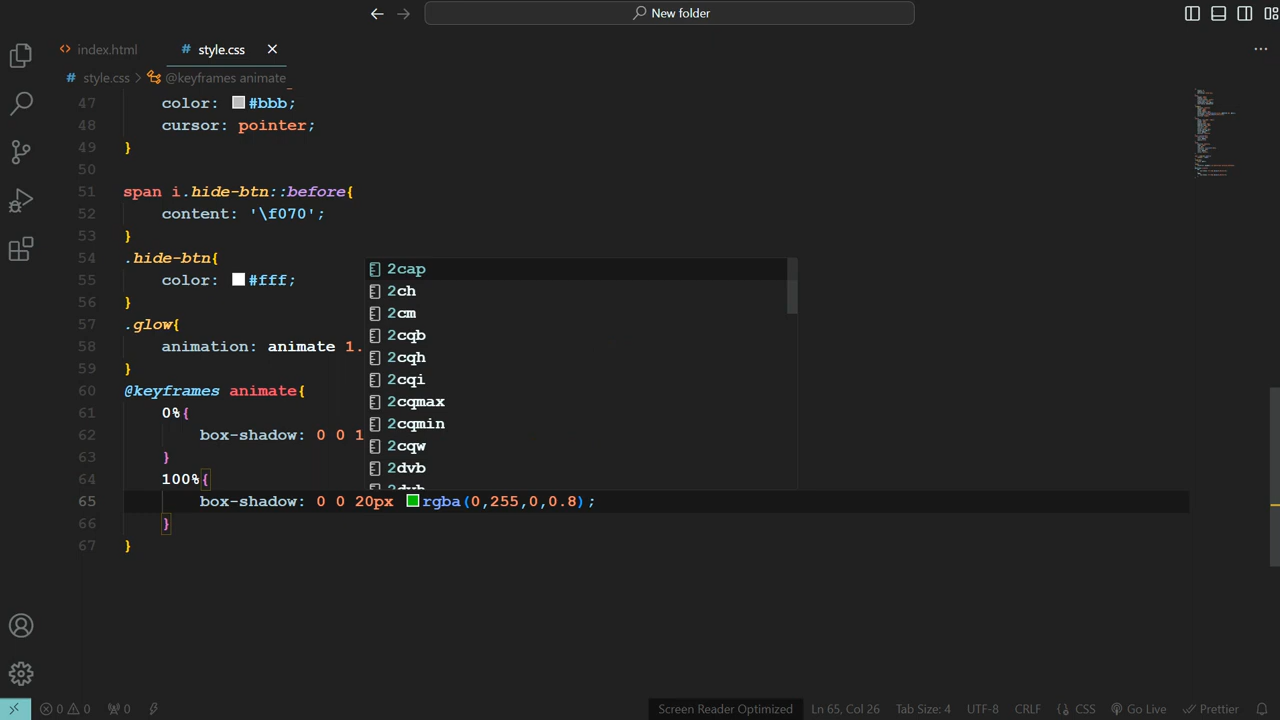 New folder
index.html
# style.css
# style.css > @keyframes animate
47 color: #bbb;
48 cursor: pointer;
49 }
50
51 span i.hide-btn::before{
52 content: '\f070';
53 }
54 .hide-btn{
55 color: #fff;
56 }
57 .glow{
58 animation: animate 1.
59 }
60 @keyframes animate{
61 0%{
62 box-shadow: 0 0 1
63 }
64 100%{
65 box-shadow: 0 0 20px rgba(0,255,0,0.8);
66 }
67 }
2cap
2ch
2cm
2cqb
2cqh
2cqi
2cqmax
2cqmin
2cqw
2dvb
0 0 0 Screen Reader Optimized Ln 65, Col 26 Tab Size: 4 UTF-8 CRLF {} CSS Go Live Prettier